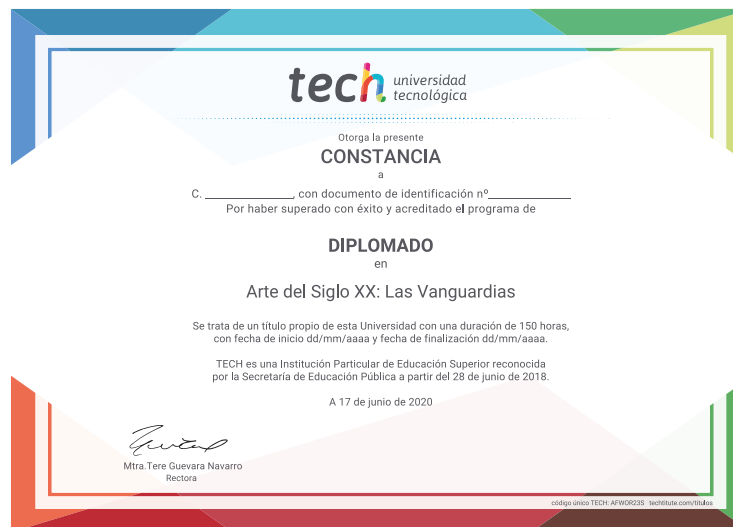 tech universidad
tecnológica
Otorga la presente
CONSTANCIA
a
C. ______________, con documento de identificación nº______________
Por haber superado con éxito y acreditado el programa de
DIPLOMADO
en
Arte del Siglo XX: Las Vanguardias
Se trata de un título propio de esta Universidad con una duración de 150 horas,
con fecha de inicio dd/mm/aaaa y fecha de finalización dd/mm/aaaa.
TECH es una Institución Particular de Educación Superior reconocida
por la Secretaría de Educación Pública a partir del 28 de junio de 2018.
A 17 de junio de 2020
Mtra.Tere Guevara Navarro
Rectora
código único TECH: AFWOR23S techtitute.com/títulos